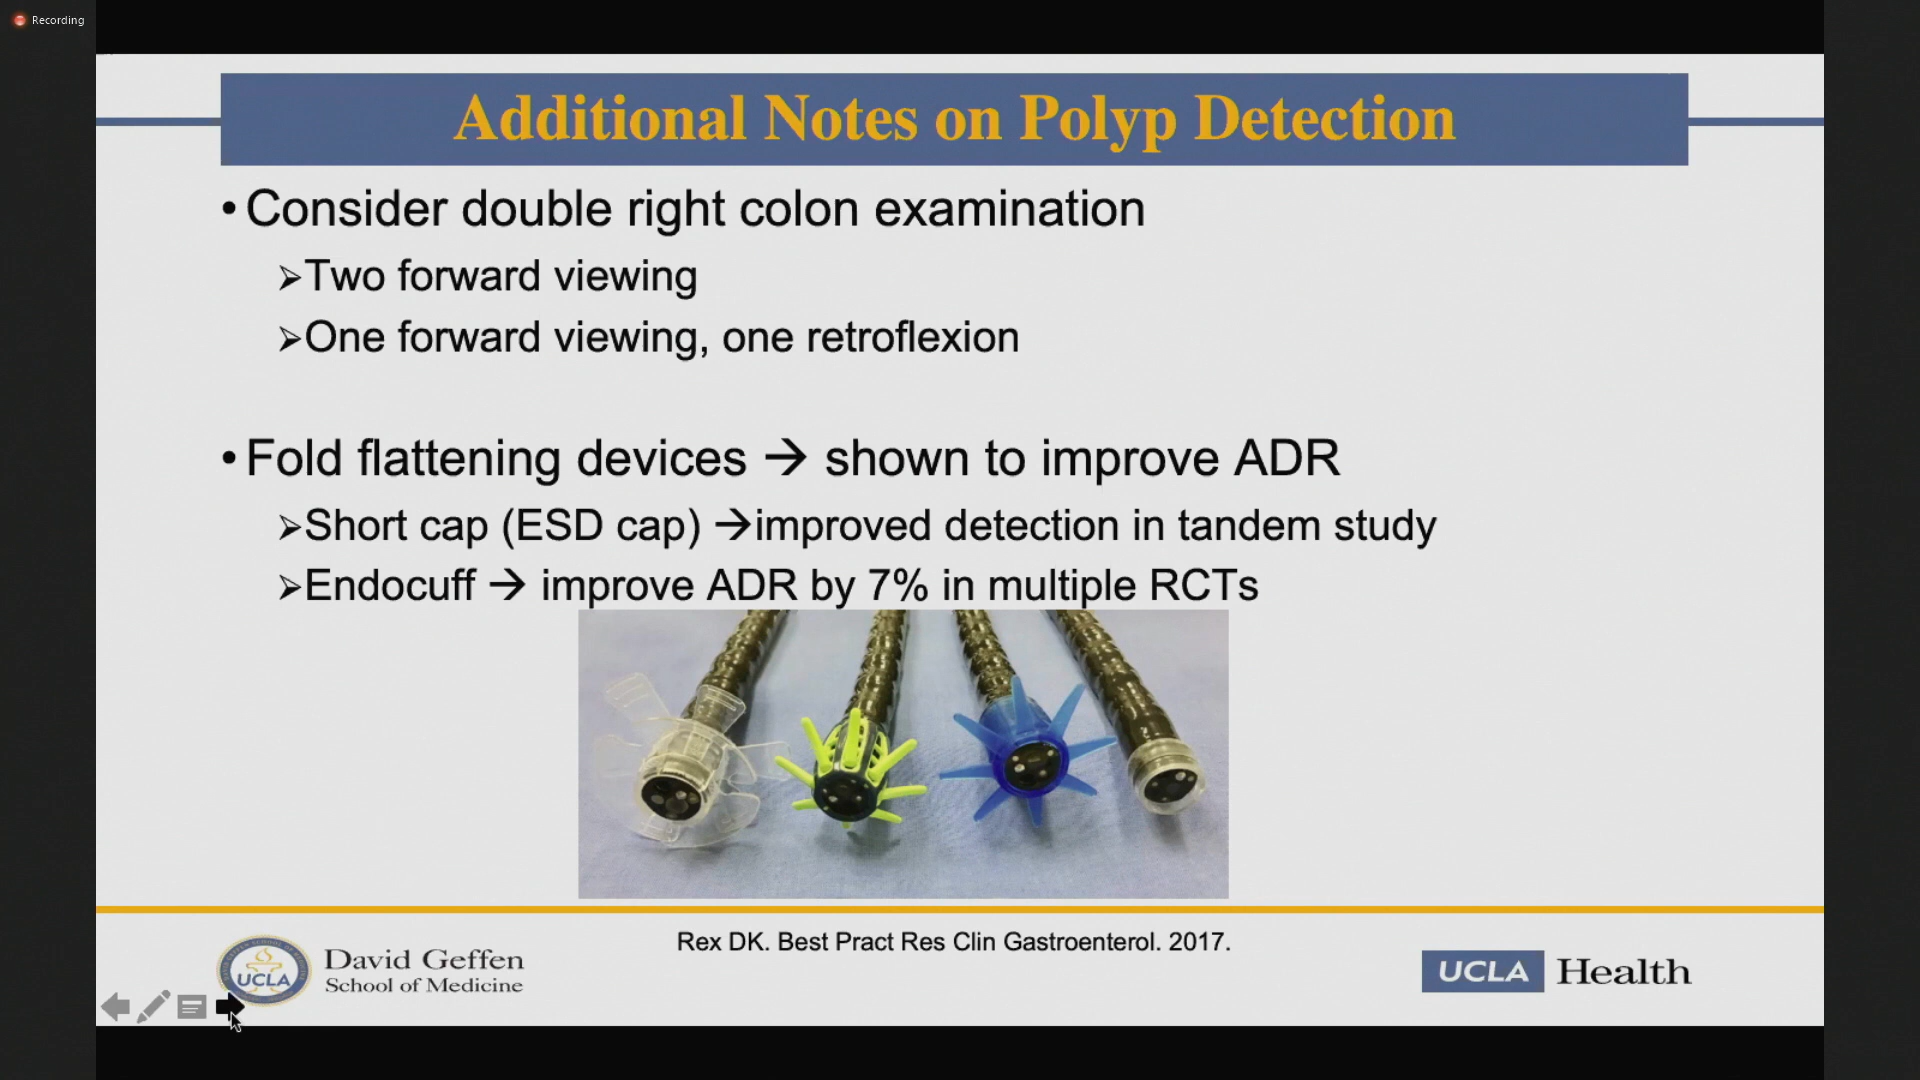 Recording
Additional Notes on Polyp Detection
•Consider double right colon examination
➢Two forward viewing
➢One forward viewing, one retroflexion
•Fold flattening devices → shown to improve ADR
➢Short cap (ESD cap) →improved detection in tandem study
➢Endocuff → improve ADR by 7% in multiple RCTs
Rex DK. Best Pract Res Clin Gastroenterol. 2017.
UCLA
David Geffen
School of Medicine
UCLA Health